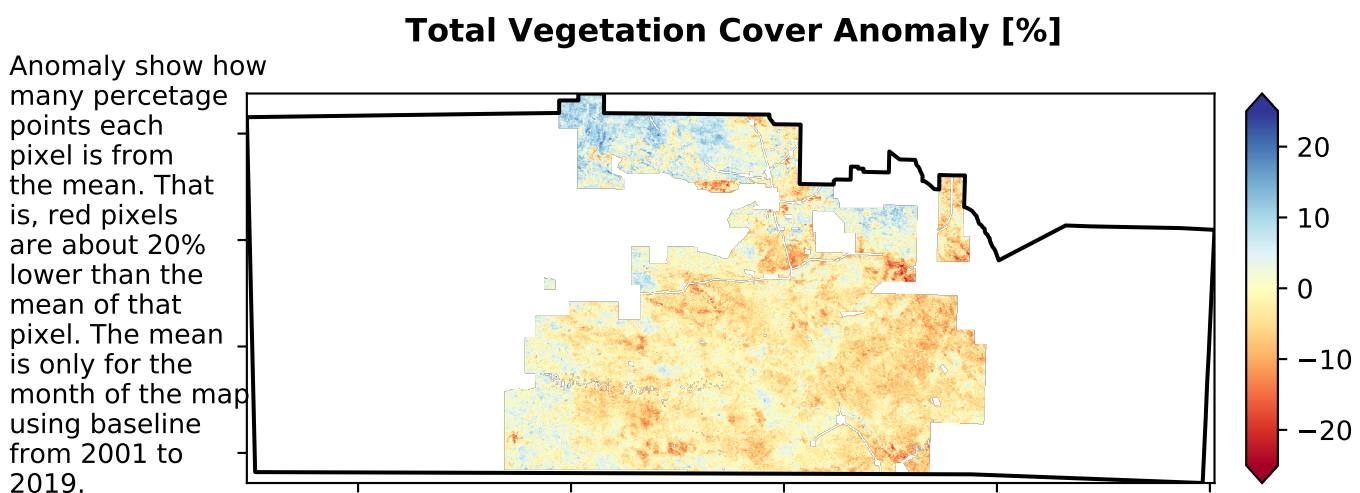 Total Vegetation Cover Anomaly [%]
Anomaly show how
many percetage
points each
pixel is from
the mean. That
is, red pixels
are about 20%
lower than the
mean of that
pixel. The mean
is only for the
month of the map
using baseline
from 2001 to
2019.
20
10
0
−10
−20